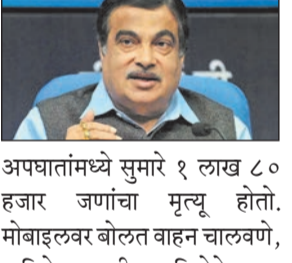 अपघातांमध्ये सुमारे १ लाख ८०
हजार जणांचा मृत्यू होतो.
मोबाइलवर बोलत वाहन चालवणे,